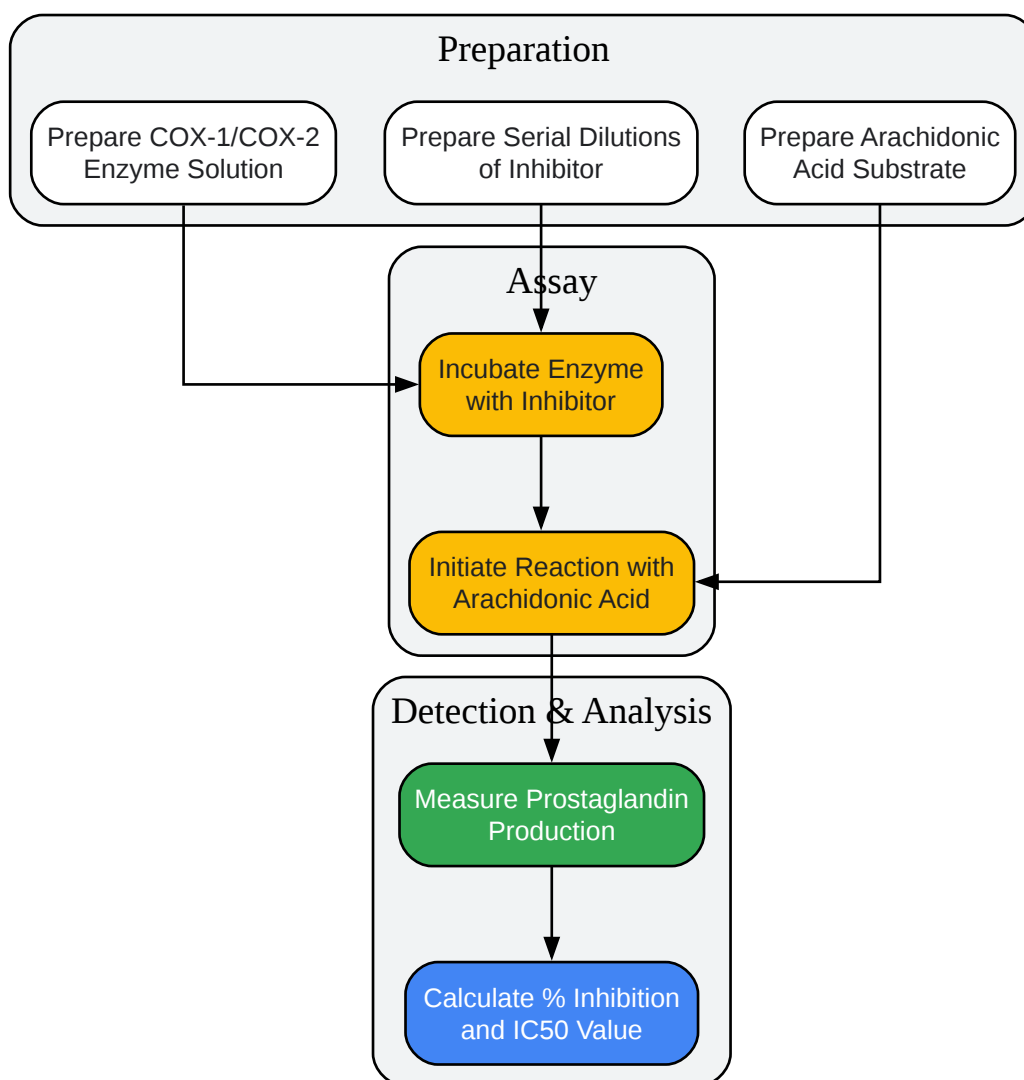 Preparation
Prepare COX-1/COX-2
Enzyme Solution
Prepare Serial Dilutions
of Inhibitor
Prepare Arachidonic
Acid Substrate
Assay
Incubate Enzyme
with Inhibitor
Initiate Reaction with
Arachidonic Acid
Detection & Analysis
Measure Prostaglandin
Production
Calculate % Inhibition
and IC50 Value